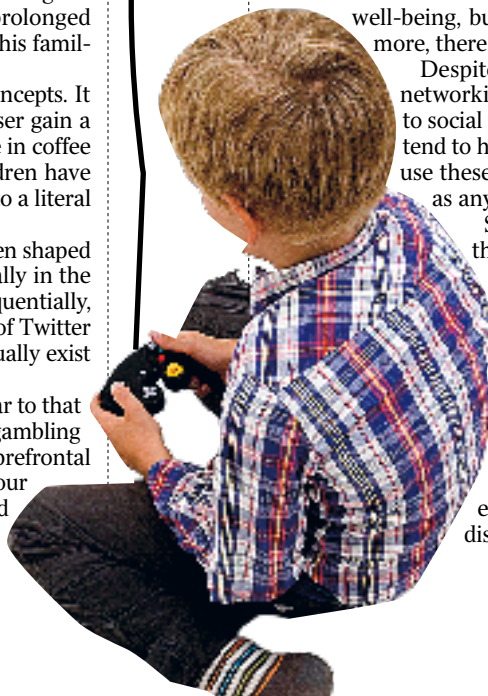 prolonged
his famil-
ncepts. It
ser gain a
e in coffee
dren have
o a literal
en shaped
ally in the
quentially,
of Twitter
ually exist
ar to that
gambling
prefrontal
our
d
well-being, bu
more, there
Despite
networki
to social
tend to h
use these
as any
S
th
e
dis